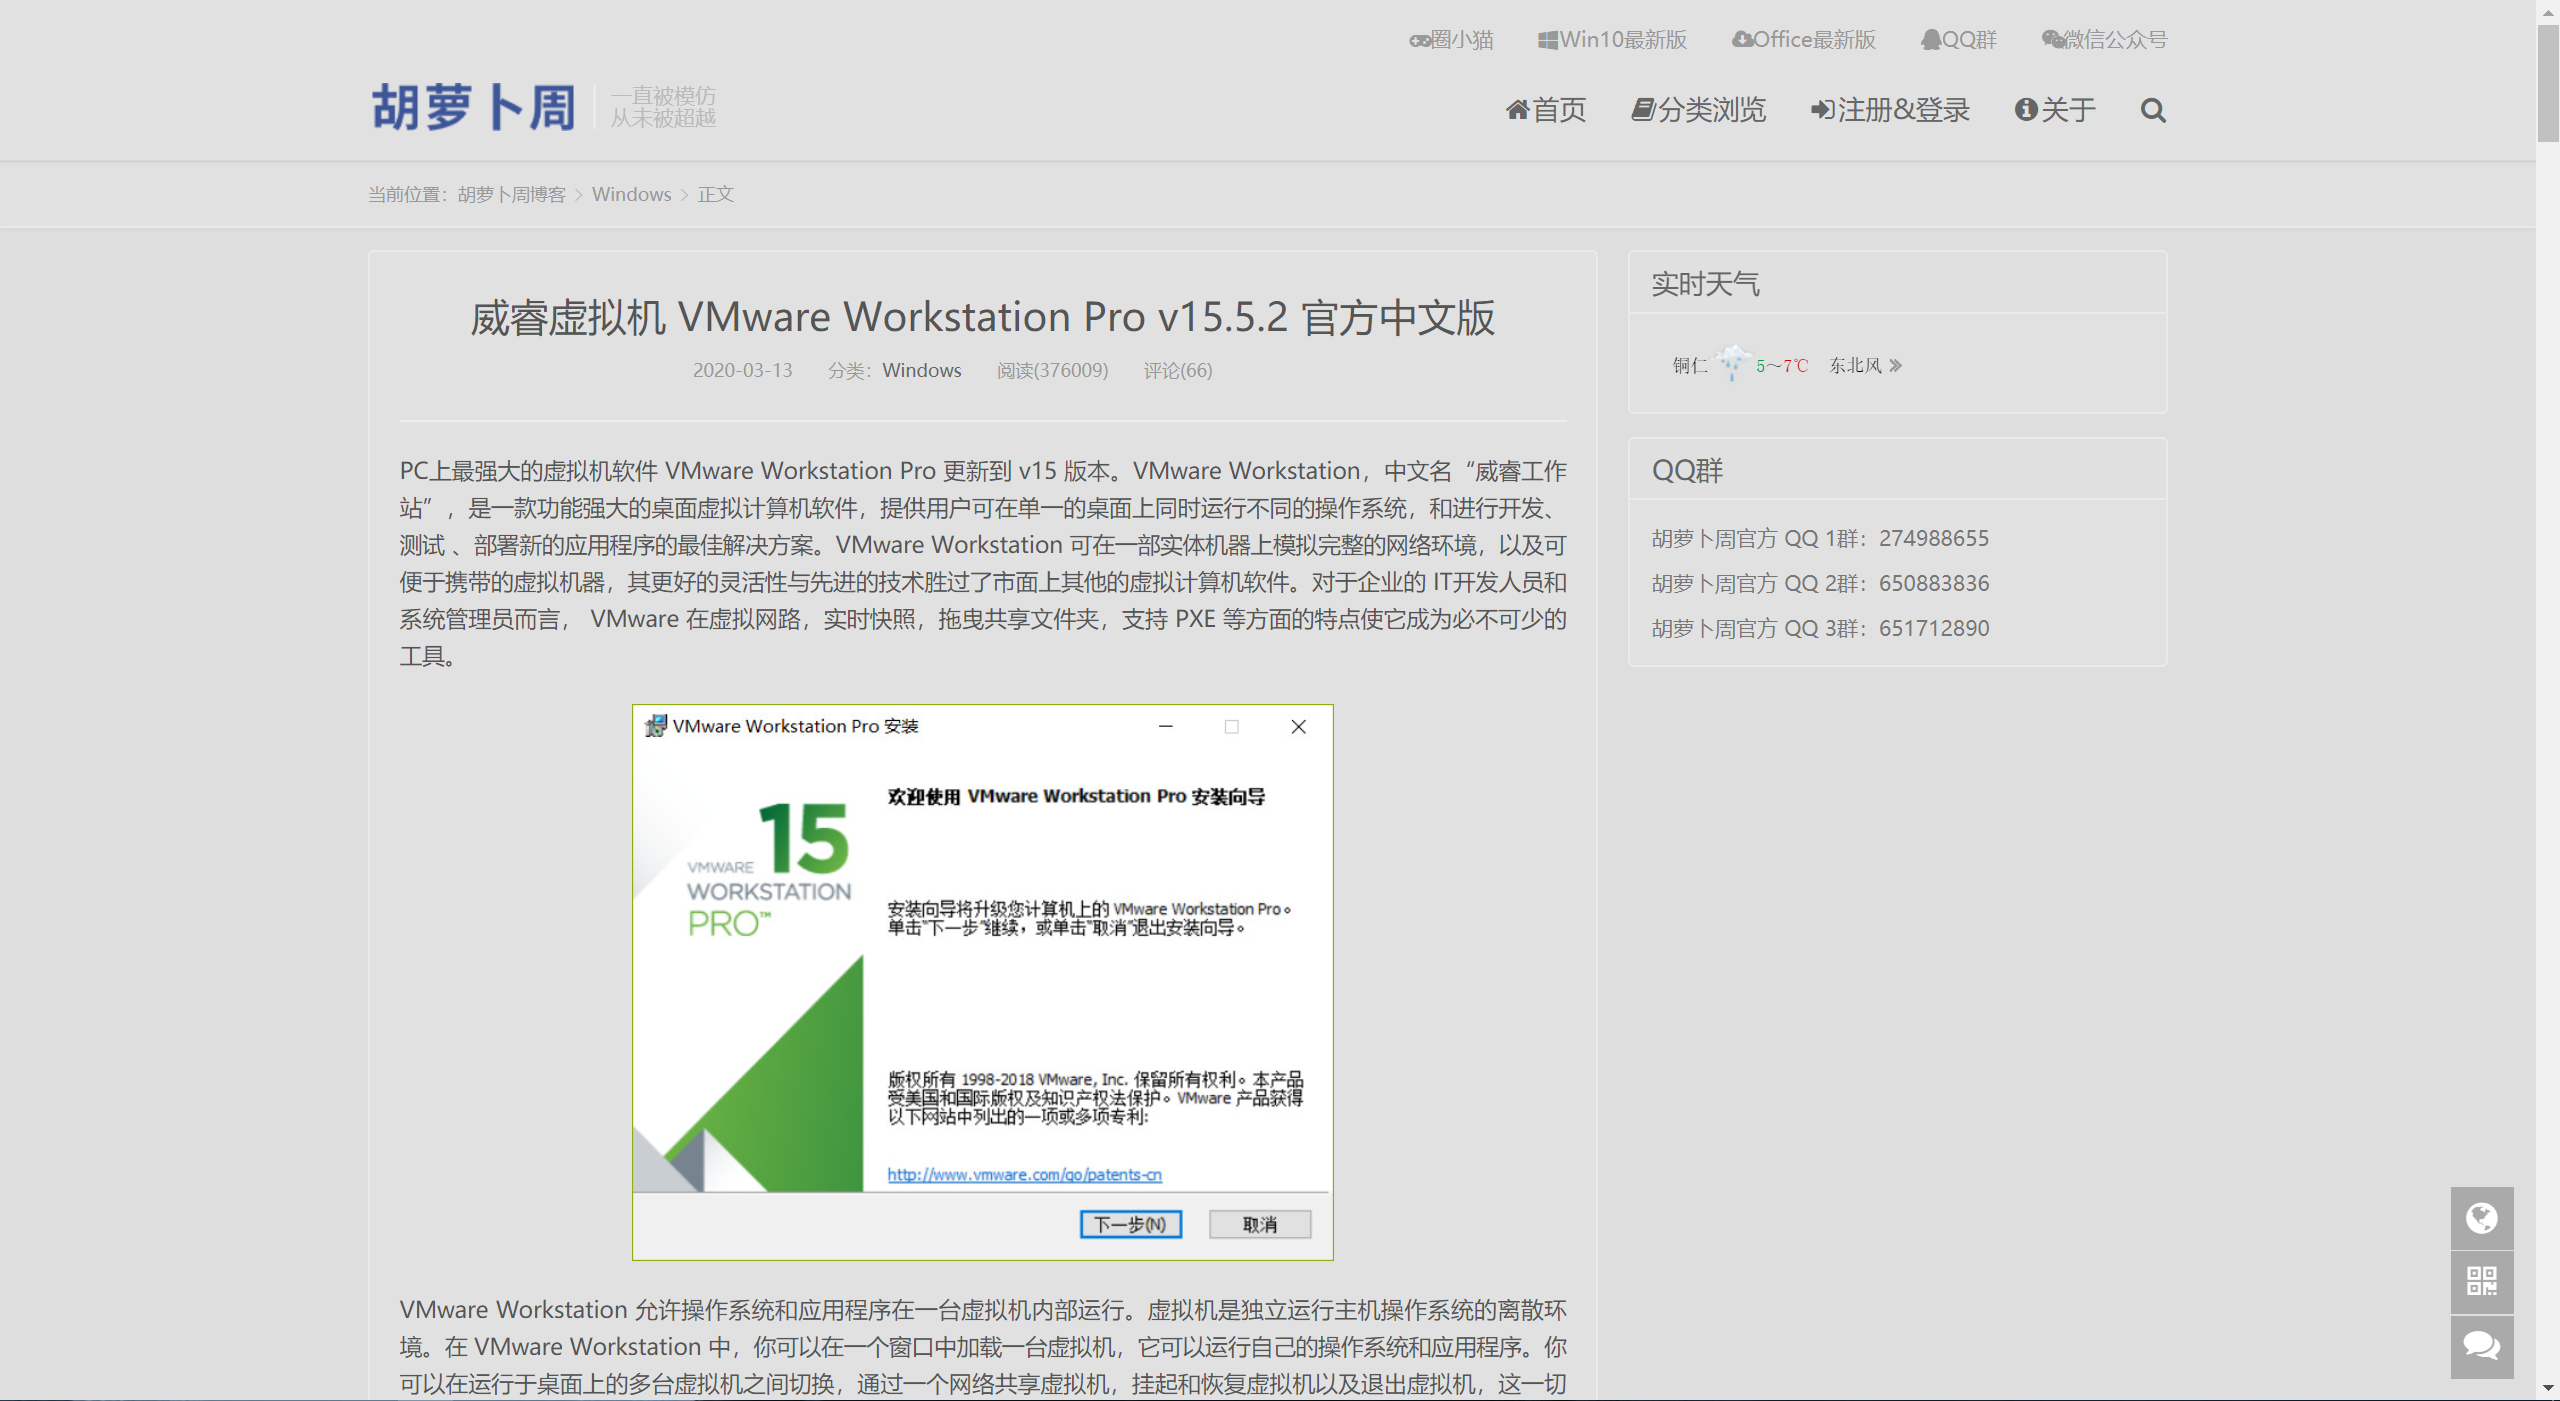 圈小猫 Win10最新版 Office最新版 QQ群 微信公众号
胡萝卜周
一直被模仿
从未被超越
首页 分类浏览 注册&登录 关于
当前位置：胡萝卜周博客 > Windows > 正文
威睿虚拟机 VMware Workstation Pro v15.5.2 官方中文版
2020-03-13 分类：Windows 阅读(376009) 评论(66)
PC上最强大的虚拟机软件 VMware Workstation Pro 更新到 v15 版本。VMware Workstation，中文名“威睿工作
站”，是一款功能强大的桌面虚拟计算机软件，提供用户可在单一的桌面上同时运行不同的操作系统，和进行开发、
测试 、部署新的应用程序的最佳解决方案。VMware Workstation 可在一部实体机器上模拟完整的网络环境，以及可
便于携带的虚拟机器，其更好的灵活性与先进的技术胜过了市面上其他的虚拟计算机软件。对于企业的 IT开发人员和
系统管理员而言， VMware 在虚拟网路，实时快照，拖曳共享文件夹，支持 PXE 等方面的特点使它成为必不可少的
工具。
VMware Workstation Pro 安装
欢迎使用 VMware Workstation Pro 安装向导
15
VMWARE
WORKSTATION
PRO™
安装向导将升级您计算机上的 VMware Workstation Pro。
单击“下一步”继续，或单击“取消”退出安装向导。
版权所有 1998-2018 VMware, Inc. 保留所有权利。本产品
受美国和国际版权及知识产权法保护。VMware 产品获得
以下网站中列出的一项或多项专利:
http://www.vmware.com/go/patents-cn
下一步(N) 取消
VMware Workstation 允许操作系统和应用程序在一台虚拟机内部运行。虚拟机是独立运行主机操作系统的离散环
境。在 VMware Workstation 中，你可以在一个窗口中加载一台虚拟机，它可以运行自己的操作系统和应用程序。你
可以在运行于桌面上的多台虚拟机之间切换，通过一个网络共享虚拟机，挂起和恢复虚拟机以及退出虚拟机，这一切
实时天气
铜仁 5～7℃ 东北风
QQ群
胡萝卜周官方 QQ 1群：274988655
胡萝卜周官方 QQ 2群：650883836
胡萝卜周官方 QQ 3群：651712890